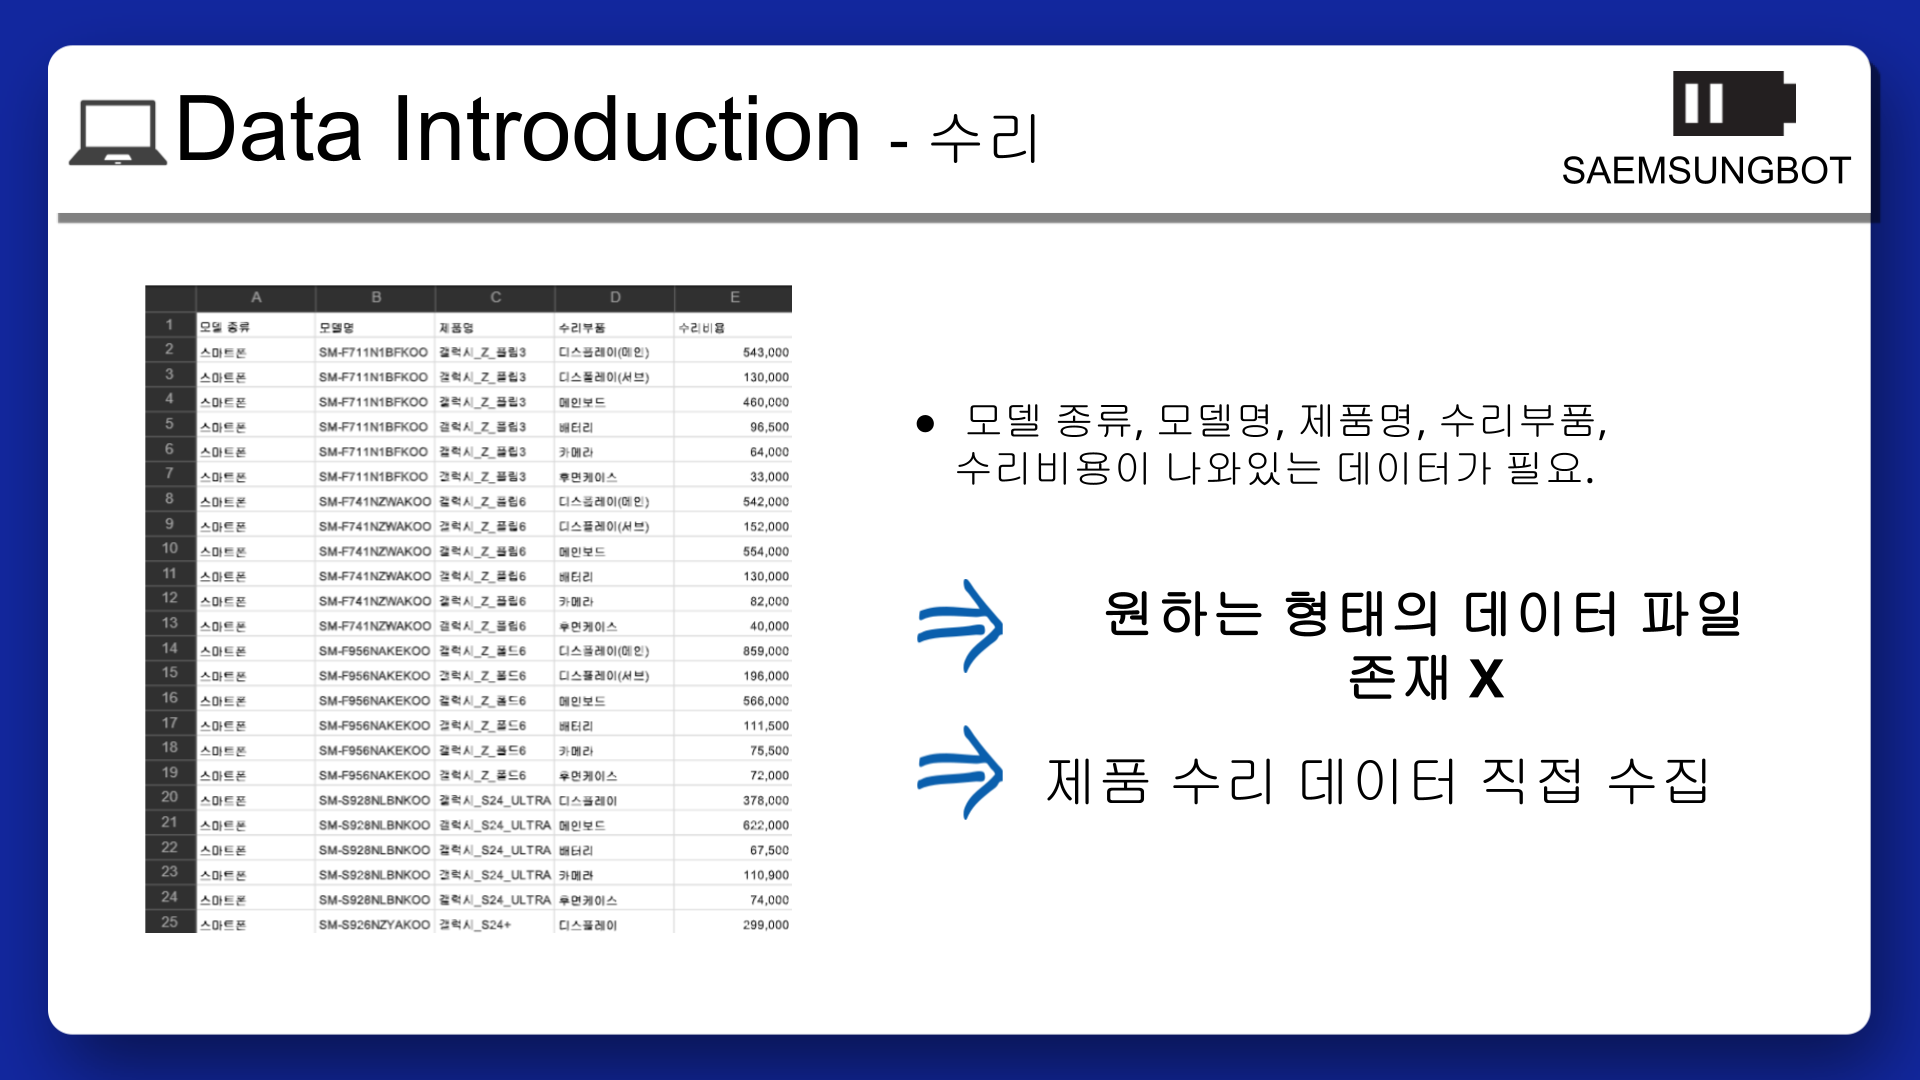 Data Introduction - 수리
SAEMSUNGBOT
A B C D E
1 모델 종류 모델명 제품명 수리부품 수리비용
2 스마트폰 SM-F711N1BFKOO 갤럭시_Z_플립3 디스플레이(메인) 543,000
3 스마트폰 SM-F711N1BFKOO 갤럭시_Z_플립3 디스플레이(서브) 130,000
4 스마트폰 SM-F711N1BFKOO 갤럭시_Z_플립3 메인보드 460,000
5 스마트폰 SM-F711N1BFKOO 갤럭시_Z_플립3 배터리 96,500
6 스마트폰 SM-F711N1BFKOO 갤럭시_Z_플립3 카메라 64,000
7 스마트폰 SM-F711N1BFKOO 갤럭시_Z_플립3 후면케이스 33,000
8 스마트폰 SM-F741NZWAKOO 갤럭시_Z_플립6 디스플레이(메인) 542,000
9 스마트폰 SM-F741NZWAKOO 갤럭시_Z_플립6 디스플레이(서브) 152,000
10 스마트폰 SM-F741NZWAKOO 갤럭시_Z_플립6 메인보드 554,000
11 스마트폰 SM-F741NZWAKOO 갤럭시_Z_플립6 배터리 130,000
12 스마트폰 SM-F741NZWAKOO 갤럭시_Z_플립6 카메라 82,000
13 스마트폰 SM-F741NZWAKOO 갤럭시_Z_플립6 후면케이스 40,000
14 스마트폰 SM-F956NAKEKOO 갤럭시_Z_폴드6 디스플레이(메인) 859,000
15 스마트폰 SM-F956NAKEKOO 갤럭시_Z_폴드6 디스플레이(서브) 196,000
16 스마트폰 SM-F956NAKEKOO 갤럭시_Z_폴드6 메인보드 566,000
17 스마트폰 SM-F956NAKEKOO 갤럭시_Z_폴드6 배터리 111,500
18 스마트폰 SM-F956NAKEKOO 갤럭시_Z_폴드6 카메라 75,500
19 스마트폰 SM-F956NAKEKOO 갤럭시_Z_폴드6 후면케이스 72,000
20 스마트폰 SM-S928NLBNKOO 갤럭시_S24_ULTRA 디스플레이 378,000
21 스마트폰 SM-S928NLBNKOO 갤럭시_S24_ULTRA 메인보드 622,000
22 스마트폰 SM-S928NLBNKOO 갤럭시_S24_ULTRA 배터리 67,500
23 스마트폰 SM-S928NLBNKOO 갤럭시_S24_ULTRA 카메라 110,900
24 스마트폰 SM-S928NLBNKOO 갤럭시_S24_ULTRA 후면케이스 74,000
25 스마트폰 SM-S926NZYAKOO 갤럭시_S24+ 디스플레이 299,000
● 모델 종류, 모델명, 제품명, 수리부품,
수리비용이 나와있는 데이터가 필요.
원하는 형태의 데이터 파일
존재 X
제품 수리 데이터 직접 수집